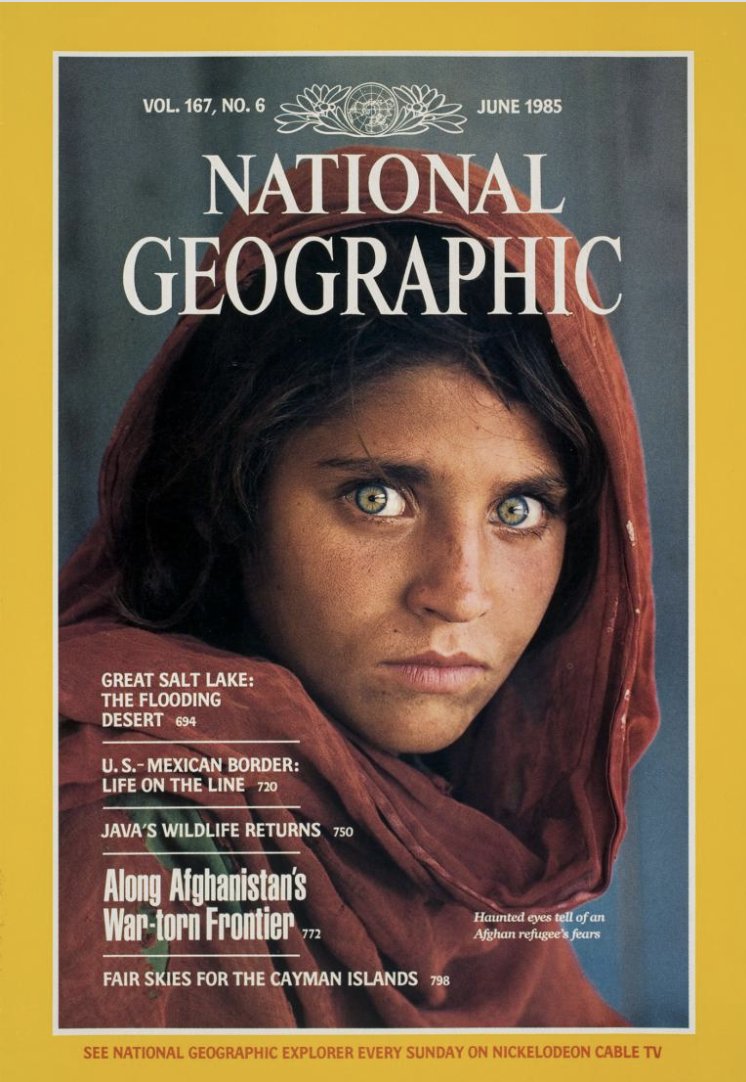 VOL. 167, NO. 6
JUNE 1985
NATIONAL
GEOGRAPHIC
GREAT SALT LAKE:
THE FLOODING
DESERT 694
U.S.–MEXICAN BORDER:
LIFE ON THE LINE 720
JAVA'S WILDLIFE RETURNS 750
Along Afghanistan's
War-torn Frontier 772
Haunted eyes tell of an
Afghan refugee's fears
FAIR SKIES FOR THE CAYMAN ISLANDS 798
SEE NATIONAL GEOGRAPHIC EXPLORER EVERY SUNDAY ON NICKELODEON CABLE TV